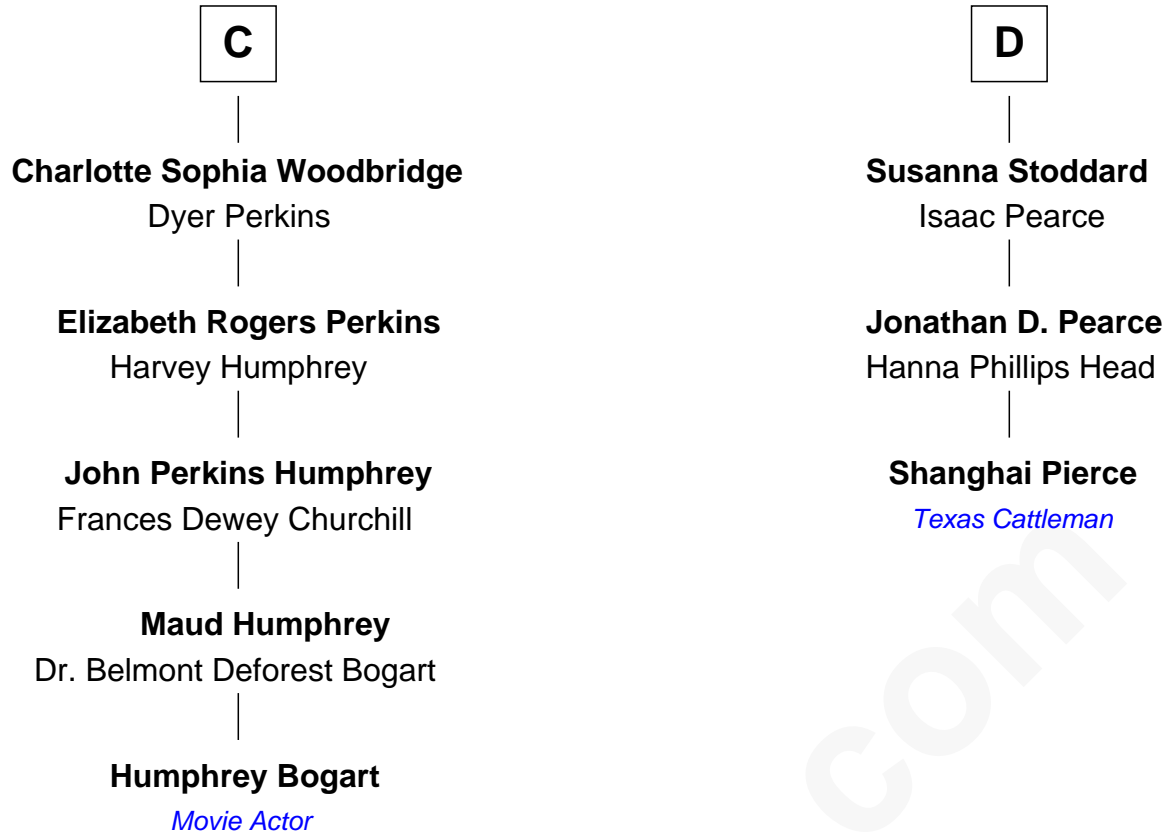 C
Charlotte Sophia Woodbridge
Dyer Perkins
Elizabeth Rogers Perkins
Harvey Humphrey
John Perkins Humphrey
Frances Dewey Churchill
Maud Humphrey
Dr. Belmont Deforest Bogart
Humphrey Bogart
Movie Actor
D
Susanna Stoddard
Isaac Pearce
Jonathan D. Pearce
Hanna Phillips Head
Shanghai Pierce
Texas Cattleman
com